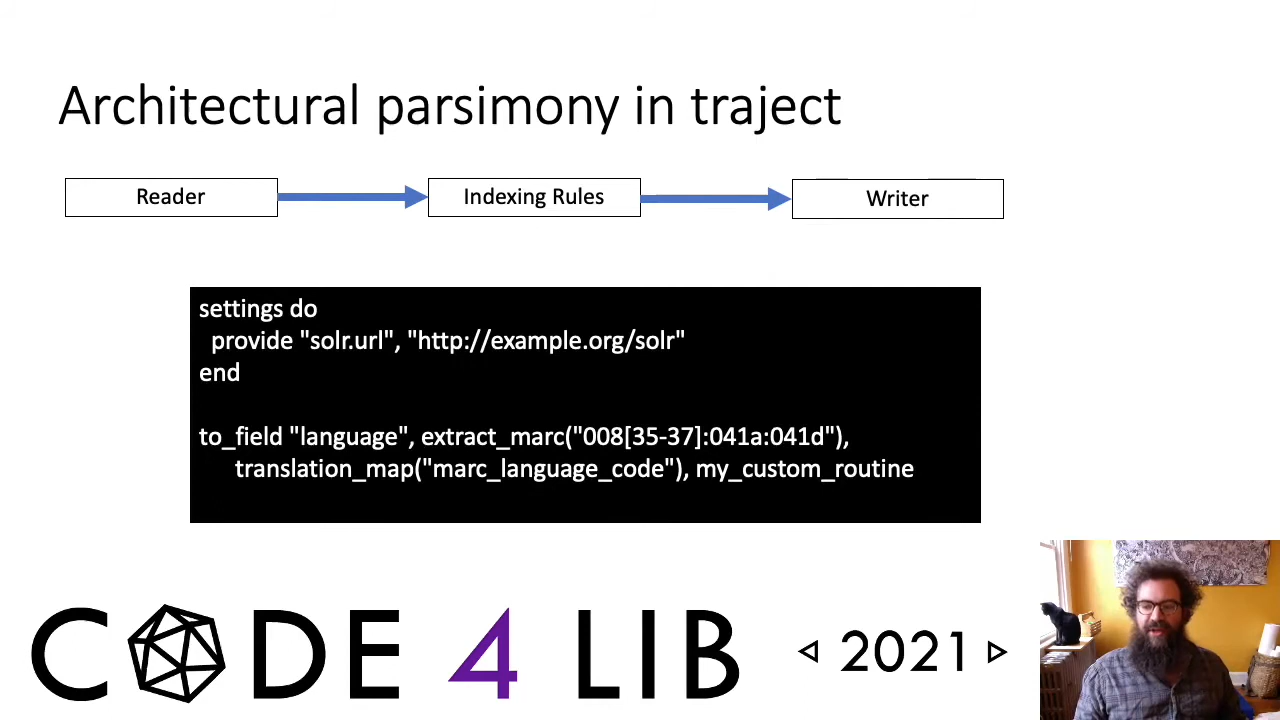 Architectural parsimony in traject
Reader
Indexing Rules
Writer
settings do
provide "solr.url", "http://example.org/solr"
end
to_field "language", extract_marc("008[35-37]:041a:041d"),
translation_map("marc_language_code"), my_custom_routine
CODE 4 LIB
2021